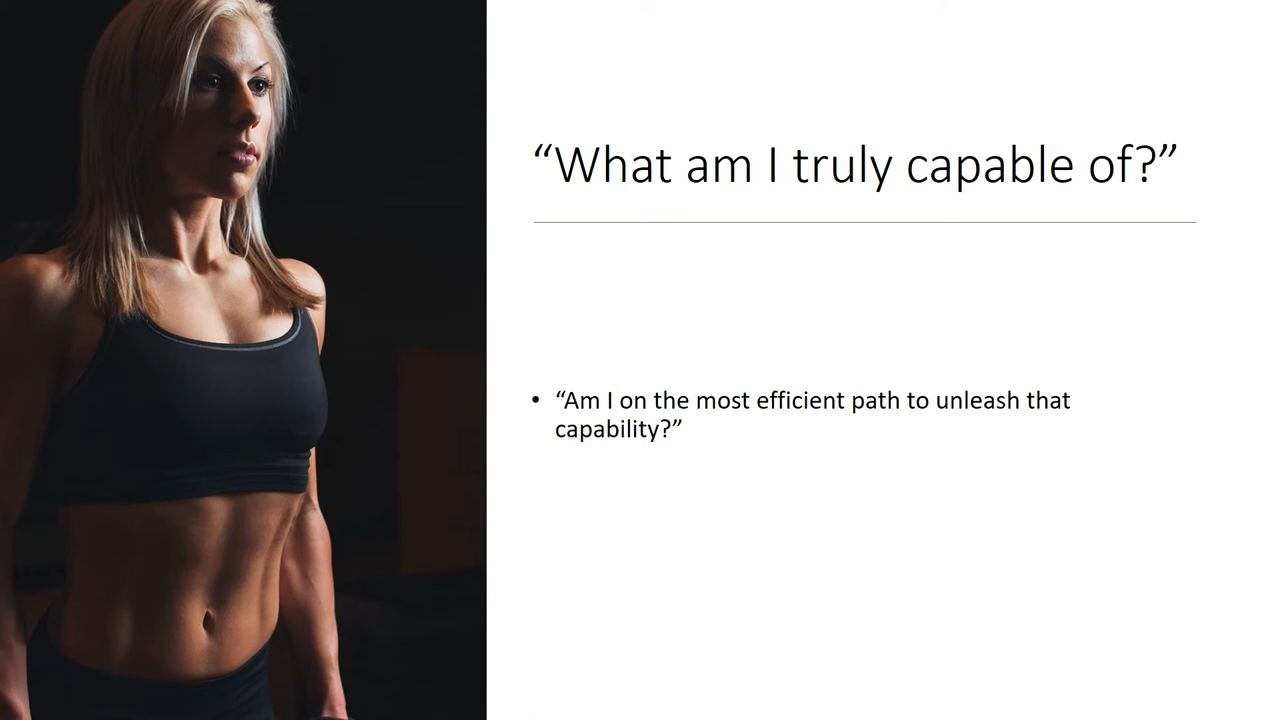 “What am I truly capable of?”
• “Am I on the most efficient path to unleash that
capability?”